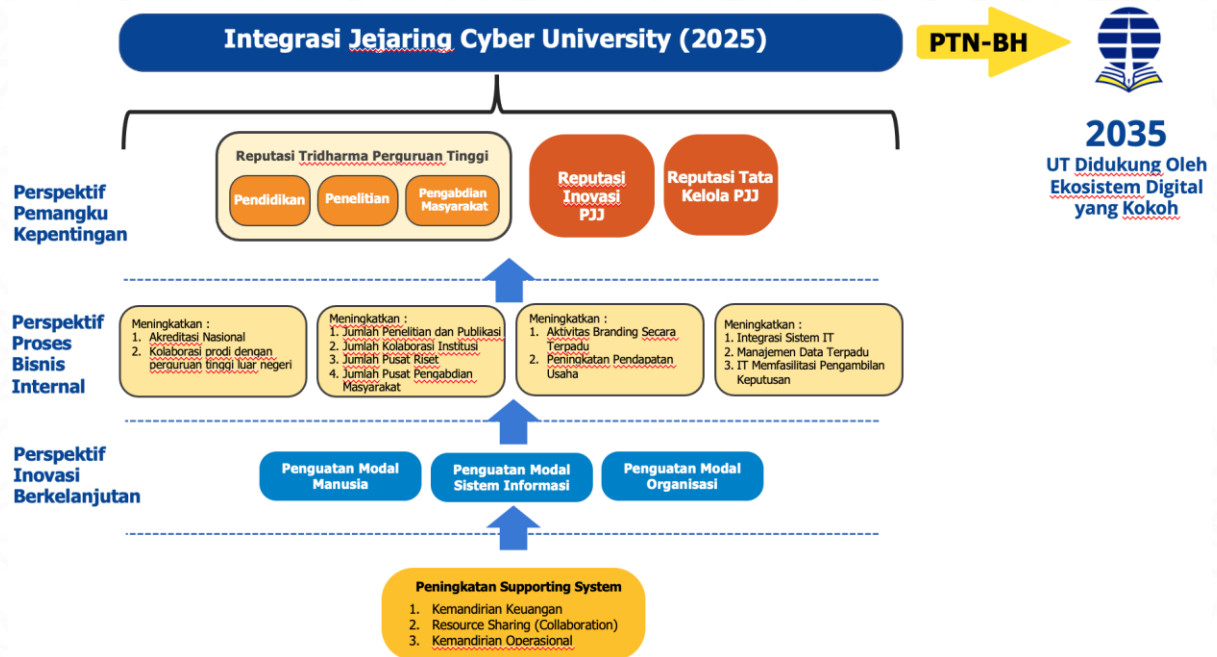 Integrasi Jejaring Cyber University (2025)
PTN-BH
2035
UT Didukung Oleh
Ekosistem Digital
yang Kokoh
Perspektif
Pemangku
Kepentingan
Reputasi Tridharma Perguruan Tinggi
Pendidikan
Penelitian
Pengabdian
Masyarakat
Reputasi
Inovasi
PJJ
Reputasi Tata
Kelola PJJ
Perspektif
Proses
Bisnis
Internal
Meningkatkan :
1. Akreditasi Nasional
2. Kolaborasi prodi dengan
perguruan tinggi luar negeri
Meningkatkan :
1. Jumlah Penelitian dan Publikasi
2. Jumlah Kolaborasi Institusi
3. Jumlah Pusat Riset
4. Jumlah Pusat Pengabdian
Masyarakat
Meningkatkan :
1. Aktivitas Branding Secara
Terpadu
2. Peningkatan Pendapatan
Usaha
Meningkatkan :
1. Integrasi Sistem IT
2. Manajemen Data Terpadu
3. IT Memfasilitasi Pengambilan
Keputusan
Perspektif
Inovasi
Berkelanjutan
Penguatan Modal
Manusia
Penguatan Modal
Sistem Informasi
Penguatan Modal
Organisasi
Peningkatan Supporting System
1. Kemandirian Keuangan
2. Resource Sharing (Collaboration)
3. Kemandirian Operasional